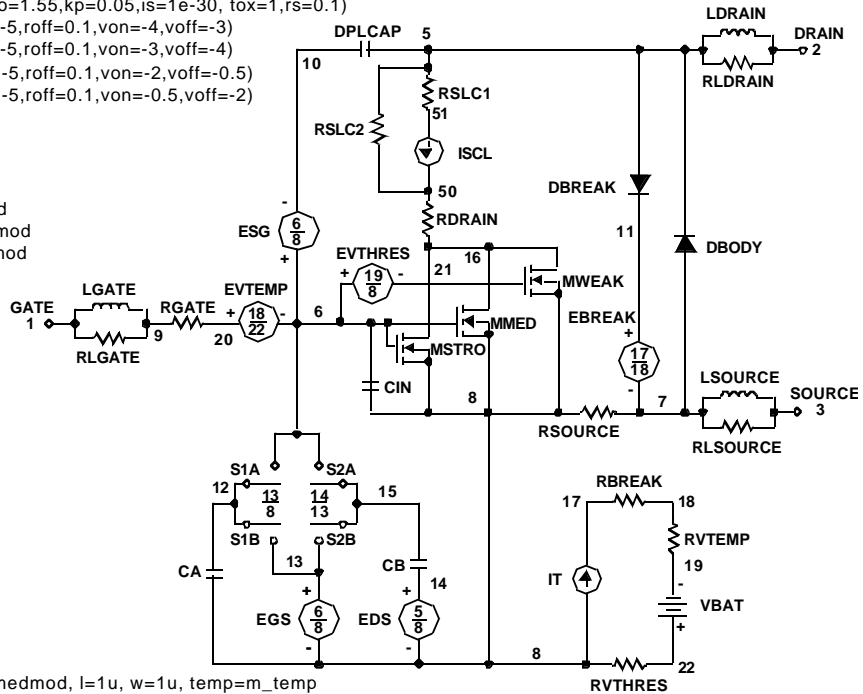 o=1.55,kp=0.05,is=1e-30, tox=1,rs=0.1)
-5,roff=0.1,von=-4,voff=-3)
-5,roff=0.1,von=-3,voff=-4)
-5,roff=0.1,von=-2,voff=-0.5)
-5,roff=0.1,von=-0.5,voff=-2)
d
mod
mod
LDRAIN
DPLCAP
5
DRAIN
2
10
RLDRAIN
RSLC1
51
RSLC2
ISCL
50
DBREAK
-
RDRAIN
ESG
6
8
+
11
DBODY
EVTHRES
16
+
19
8
-
21
MWEAK
LGATE
EVTEMP
GATE
1
RGATE
+
18
22
-
6
EBREAK
+
MMED
9
20
MSTRO
17
18
-
RLGATE
LSOURCE
CIN
8
7
SOURCE
3
RSOURCE
RLSOURCE
S1A
S2A
RBREAK
12
13
8
14
13
15
17
18
S1B
S2B
RVTEMP
13
CB
19
CA
14
IT
-
+
+
VBAT
EGS
6
8
EDS
5
8
+
-
-
8
22
RVTHRES
medmod, l=1u, w=1u, temp=m_temp